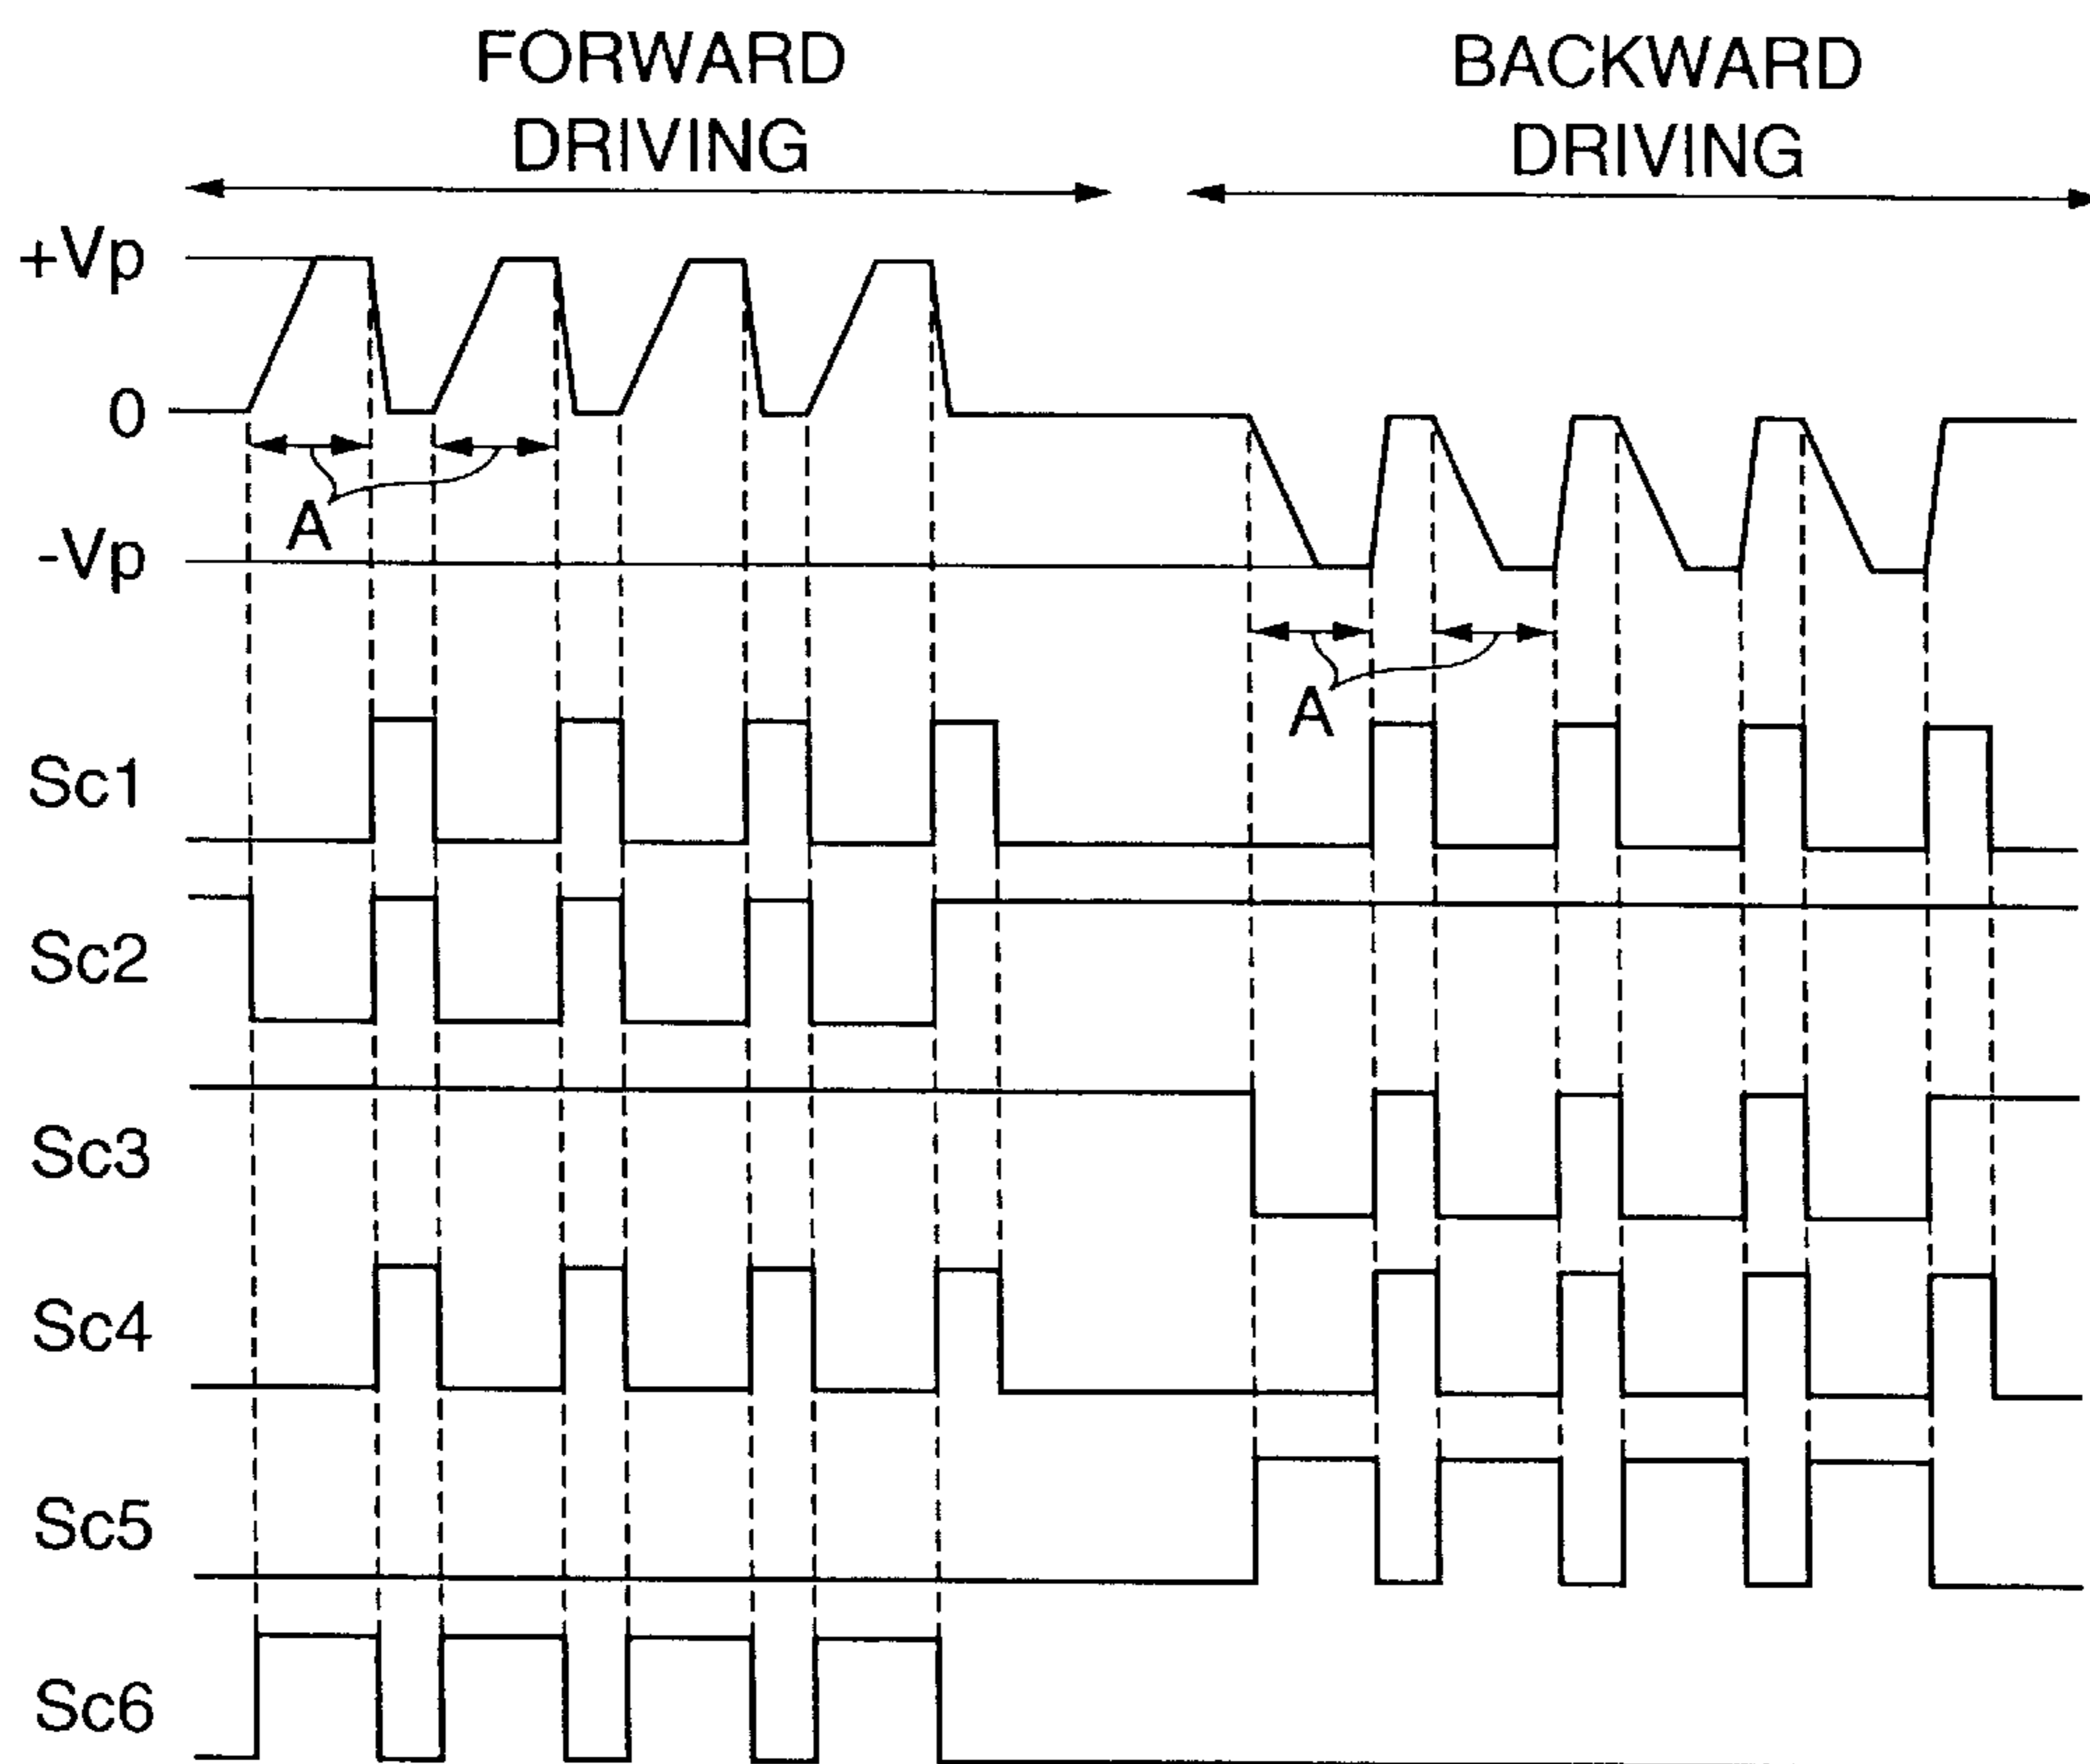 FORWARD
DRIVING
BACKWARD
DRIVING
+Vp
0
A
-Vp
A
Sc1
Sc2
Sc3
Sc4
Sc5
Sc6